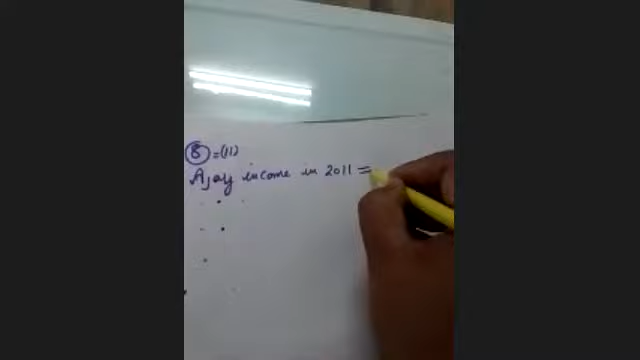 8 = (11)
Ajay income in 2011 =